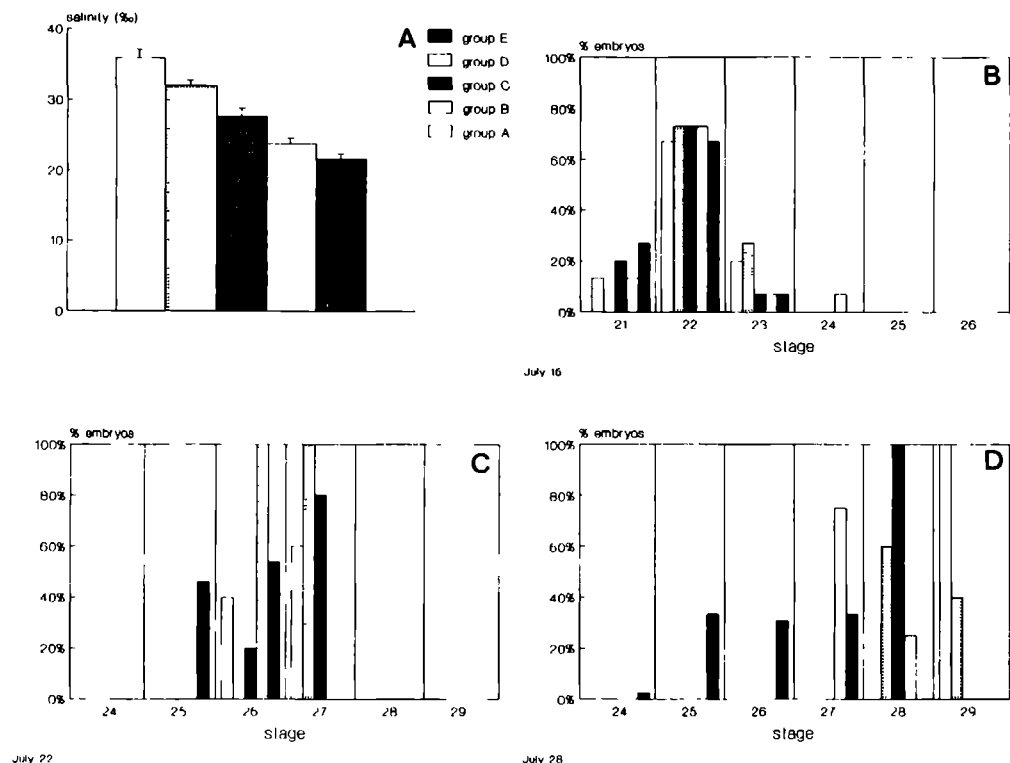 salinity (‰)
40
30
20
10
0
A
group E
group D
group C
group B
group A
% embryos
100%
80%
60%
40%
20%
0%
B
21 22 23 24 25 26
stage
July 16
% embryos
100%
80%
60%
40%
20%
0%
C
24 25 26 27 28 29
stage
July 22
% embryos
100%
80%
60%
40%
20%
0%
D
24 25 26 27 28 29
stage
July 28